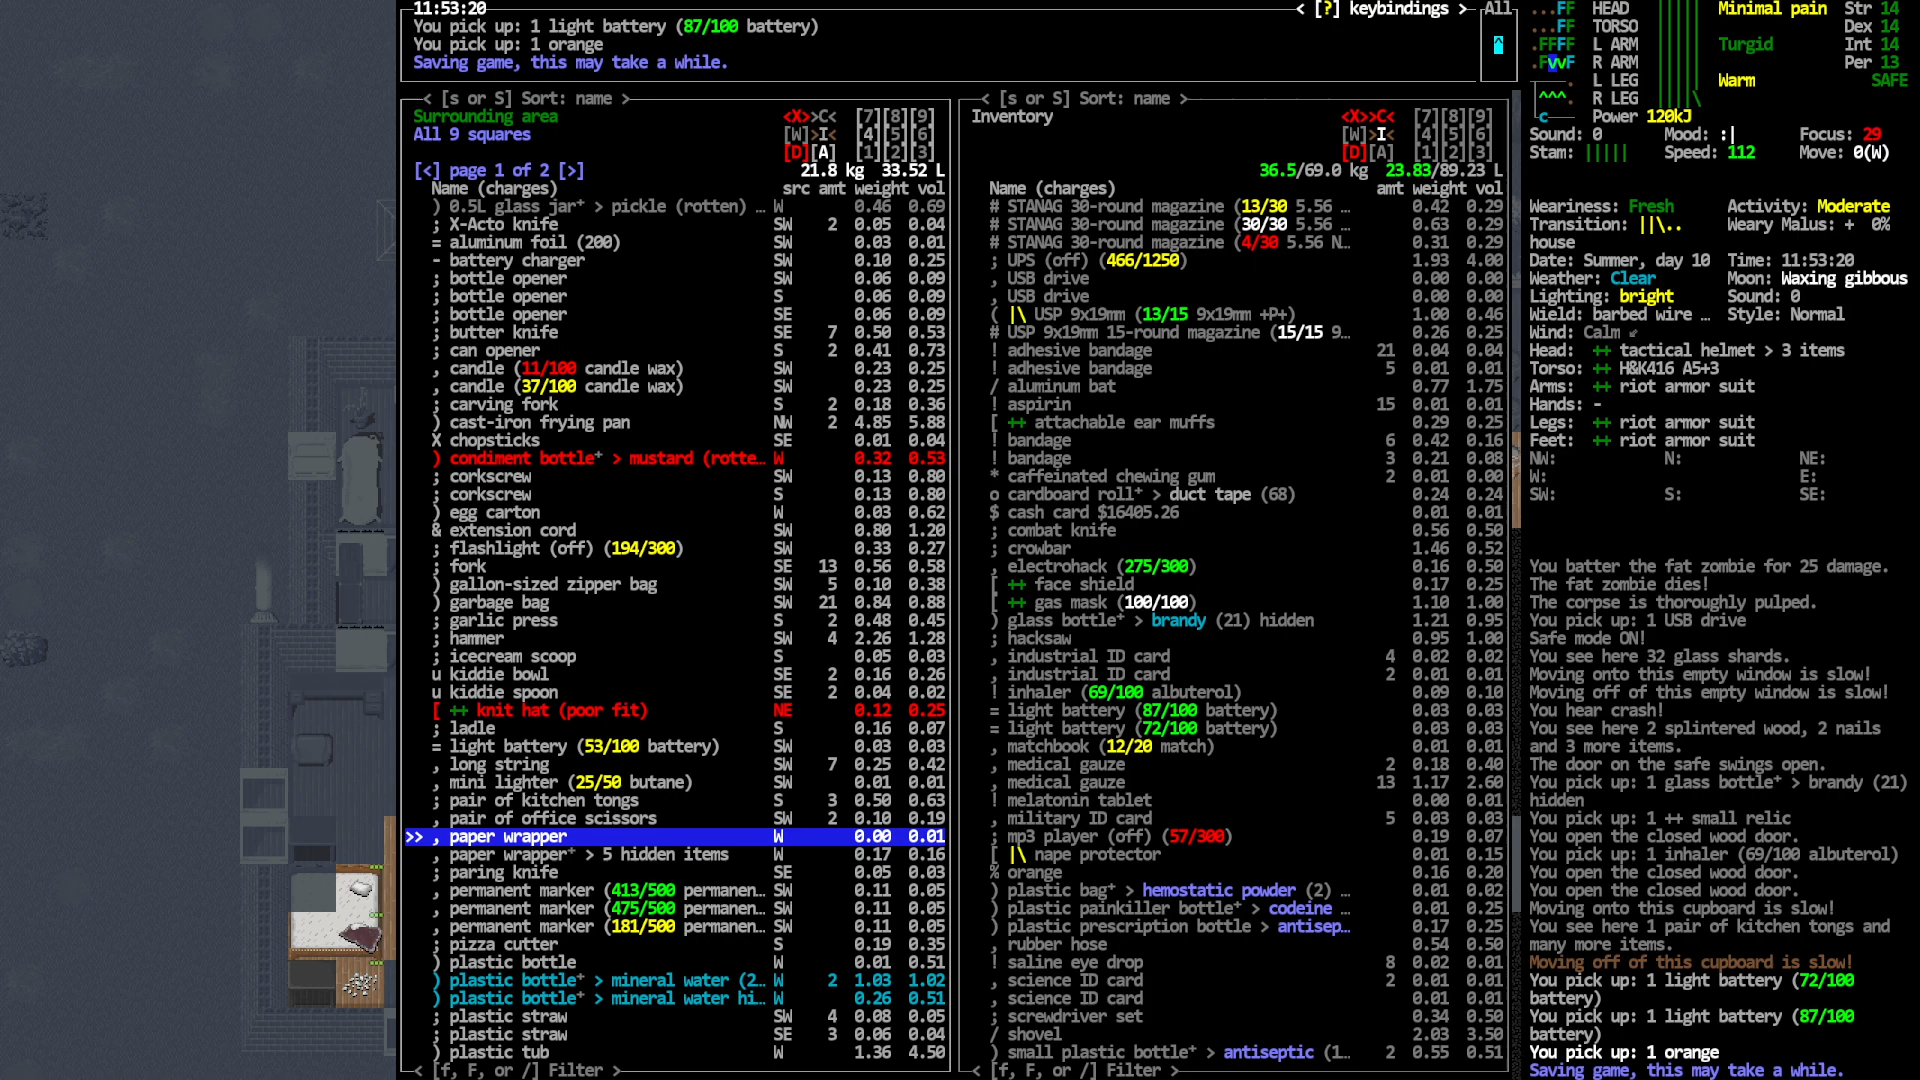 11:53:20 < [?] keybindings > All
You pick up: 1 light battery (87/100 battery)
You pick up: 1 orange
Saving game, this may take a while.
< [s or S] Sort: name >
Surrounding area <X>>C< [7][8][9]
All 9 squares [W]>I< [4][5][6]
[D][A] [1][2][3]
[<] page 1 of 2 [>] 21.8 kg 33.52 L
Name (charges) src amt weight vol
) 0.5L glass jar⁺ > pickle (rotten) … W 0.46 0.69
; X-Acto knife SW 2 0.05 0.04
= aluminum foil (200) SW 0.03 0.01
- battery charger SW 0.10 0.25
; bottle opener SW 0.06 0.09
; bottle opener S 0.06 0.09
; bottle opener SE 0.06 0.09
; butter knife SE 7 0.50 0.53
; can opener S 2 0.41 0.73
, candle (11/100 candle wax) SW 0.23 0.25
, candle (37/100 candle wax) SW 0.23 0.25
; carving fork S 2 0.18 0.36
) cast-iron frying pan NW 2 4.85 5.88
X chopsticks SE 0.01 0.04
) condiment bottle⁺ > mustard (rotte… W 0.32 0.53
; corkscrew SW 0.13 0.80
; corkscrew S 0.13 0.80
) egg carton W 0.03 0.62
& extension cord SW 0.80 1.20
; flashlight (off) (194/300) SW 0.33 0.27
; fork SE 13 0.56 0.58
) gallon-sized zipper bag SW 5 0.10 0.38
) garbage bag SW 21 0.84 0.88
; garlic press S 2 0.48 0.45
; hammer SW 4 2.26 1.28
; icecream scoop S 0.05 0.03
u kiddie bowl SE 2 0.16 0.26
u kiddie spoon SE 2 0.04 0.02
[ ++ knit hat (poor fit) NE 0.12 0.25
; ladle S 0.16 0.07
= light battery (53/100 battery) SW 0.03 0.03
, long string SW 7 0.25 0.42
, mini lighter (25/50 butane) SW 0.01 0.01
; pair of kitchen tongs S 3 0.50 0.63
, pair of office scissors SW 2 0.10 0.19
>> , paper wrapper W 0.00 0.01
, paper wrapper⁺ > 5 hidden items W 0.17 0.16
; paring knife SE 0.05 0.03
, permanent marker (413/500 permanen… SW 0.11 0.05
, permanent marker (475/500 permanen… SW 0.11 0.05
, permanent marker (181/500 permanen… SW 0.11 0.05
; pizza cutter S 0.19 0.35
) plastic bottle W 0.01 0.51
) plastic bottle⁺ > mineral water (2… W 2 1.03 1.02
) plastic bottle⁺ > mineral water hi… W 0.26 0.51
; plastic straw SW 4 0.08 0.05
; plastic straw SE 3 0.06 0.04
) plastic tub W 1.36 4.50
< [f, F, or /] Filter >
< [s or S] Sort: name >
Inventory <X>>C< [7][8][9]
[W]>I< [4][5][6]
[D][A] [1][2][3]
36.5/69.0 kg 23.83/89.23 L
Name (charges) amt weight vol
# STANAG 30-round magazine (13/30 5.56 … 0.42 0.29
# STANAG 30-round magazine (30/30 5.56 … 0.63 0.29
# STANAG 30-round magazine (4/30 5.56 N… 0.31 0.29
; UPS (off) (466/1250) 1.93 4.00
, USB drive 0.00 0.00
, USB drive 0.00 0.00
( |\ USP 9x19mm (13/15 9x19mm +P+) 1.00 0.46
# USP 9x19mm 15-round magazine (15/15 9… 0.26 0.25
! adhesive bandage 21 0.04 0.04
! adhesive bandage 5 0.01 0.01
/ aluminum bat 0.77 1.75
! aspirin 15 0.01 0.01
[ ++ attachable ear muffs 0.29 0.25
! bandage 6 0.42 0.16
! bandage 3 0.21 0.08
* caffeinated chewing gum 2 0.01 0.00
o cardboard roll⁺ > duct tape (68) 0.24 0.24
$ cash card $16405.26 0.01 0.01
; combat knife 0.56 0.50
; crowbar 1.46 0.52
, electrohack (275/300) 0.16 0.50
[ ++ face shield 0.17 0.25
[ ++ gas mask (100/100) 1.10 1.00
) glass bottle⁺ > brandy (21) hidden 1.21 0.95
; hacksaw 0.95 1.00
, industrial ID card 4 0.02 0.02
, industrial ID card 2 0.01 0.01
! inhaler (69/100 albuterol) 0.09 0.10
= light battery (87/100 battery) 0.03 0.03
= light battery (72/100 battery) 0.03 0.03
, matchbook (12/20 match) 0.01 0.01
, medical gauze 2 0.18 0.40
, medical gauze 13 1.17 2.60
! melatonin tablet 0.00 0.01
, military ID card 5 0.03 0.03
; mp3 player (off) (57/300) 0.19 0.07
[ |\ nape protector 0.01 0.15
% orange 0.16 0.20
) plastic bag⁺ > hemostatic powder (2) … 0.01 0.02
) plastic painkiller bottle⁺ > codeine … 0.01 0.25
) plastic prescription bottle > antisep… 0.17 0.25
, rubber hose 0.54 0.50
! saline eye drop 8 0.02 0.01
, science ID card 2 0.01 0.01
, science ID card 0.01 0.01
; screwdriver set 0.34 0.50
/ shovel 2.03 3.50
) small plastic bottle⁺ > antiseptic (1… 2 0.55 0.51
< [f, F, or /] Filter >
...FF HEAD Minimal pain Str 14
...FF TORSO Dex 14
.FFFF L ARM Turgid Int 14
.FvvF R ARM Per 13
. L LEG Warm SAFE
^^^. R LEG
c Power 120kJ
Sound: 0 Mood: :| Focus: 29
Stam: ||||| Speed: 112 Move: 0(W)
Weariness: Fresh Activity: Moderate
Transition: ||\.. Weary Malus: + 0%
house
Date: Summer, day 10 Time: 11:53:20
Weather: Clear Moon: Waxing gibbous
Lighting: bright Sound: 0
Wield: barbed wire … Style: Normal
Wind: Calm ↙
Head: ++ tactical helmet > 3 items
Torso: ++ H&K416 A5+3
Arms: ++ riot armor suit
Hands: -
Legs: ++ riot armor suit
Feet: ++ riot armor suit
NW: N: NE:
W: E:
SW: S: SE:
You batter the fat zombie for 25 damage.
The fat zombie dies!
The corpse is thoroughly pulped.
You pick up: 1 USB drive
Safe mode ON!
You see here 32 glass shards.
Moving onto this empty window is slow!
Moving off of this empty window is slow!
You hear crash!
You see here 2 splintered wood, 2 nails
and 3 more items.
The door on the safe swings open.
You pick up: 1 glass bottle⁺ > brandy (21)
hidden
You pick up: 1 ++ small relic
You open the closed wood door.
You pick up: 1 inhaler (69/100 albuterol)
You open the closed wood door.
You open the closed wood door.
Moving onto this cupboard is slow!
You see here 1 pair of kitchen tongs and
many more items.
Moving off of this cupboard is slow!
You pick up: 1 light battery (72/100
battery)
You pick up: 1 light battery (87/100
battery)
You pick up: 1 orange
Saving game, this may take a while.